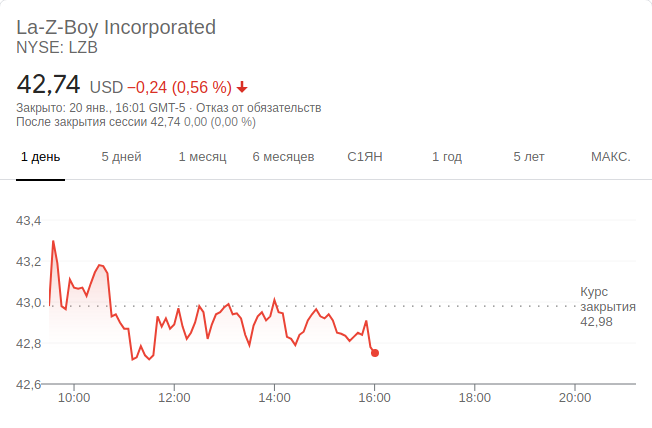 La-Z-Boy Incorporated
NYSE: LZB
42,74 USD −0,24 (0,56 %)
Закрыто: 20 янв., 16:01 GMT-5 · Отказ от обязательств
После закрытия сессии 42,74 0,00 (0,00 %)
1 день 5 дней 1 месяц 6 месяцев С1ЯН 1 год 5 лет МАКС.
43,4
43,2
43,0
42,8
42,6
Курс
закрытия
42,98
10:00 12:00 14:00 16:00 18:00 20:00